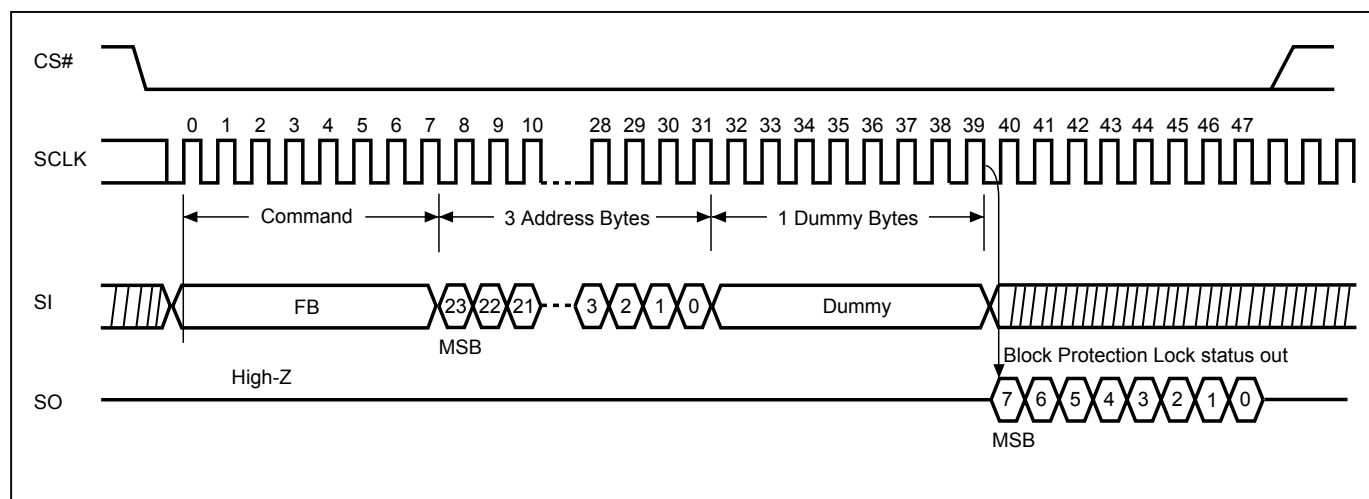 CS#
0 1 2 3 4 5 6 7 8 9 10 28 29 30 31 32 33 34 35 36 37 38 39 40 41 42 43 44 45 46 47
SCLK
Command 3 Address Bytes 1 Dummy Bytes
SI FB 23 22 21 3 2 1 0 Dummy
MSB
Block Protection Lock status out
High-Z
SO 7 6 5 4 3 2 1 0
MSB